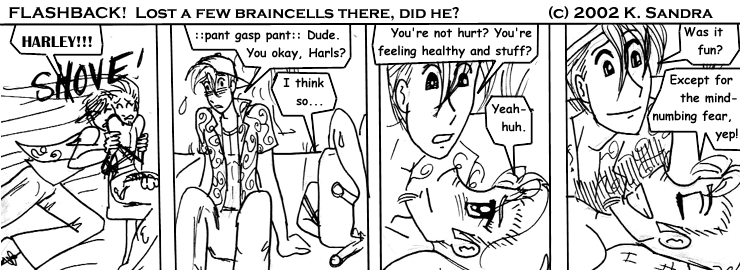 FLASHBACK! LOST A FEW BRAINCELLS THERE, DID HE? (C) 2002 K. SANDRA
HARLEY!!!
SHOVE!
::pant gasp pant:: Dude.
You okay, Harls?
I think
so...
You're not hurt? You're
feeling healthy and stuff?
Yeah-
huh.
Was it
fun?
Except for
the mind-
numbing fear,
yep!